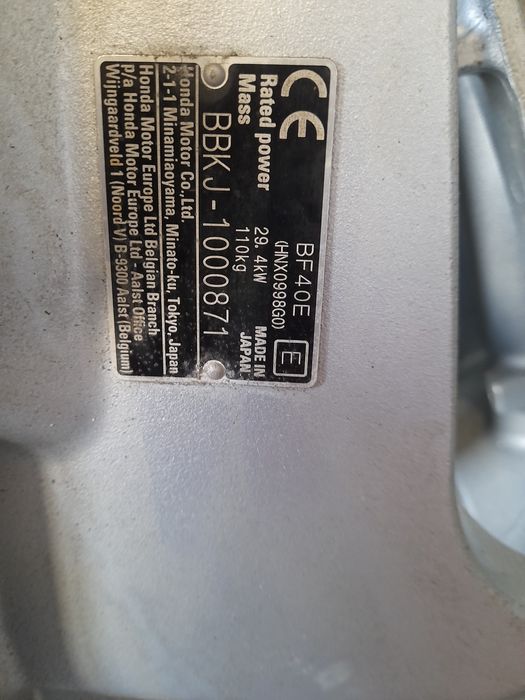 CE BF40E
(HNX0998G0) E
Rated power 29.4kW MADE IN
Mass 110kg JAPAN
BBKJ-1000871
Honda Motor Co.,Ltd.
2-1-1 Minamiaoyama, Minato-ku, Tokyo, Japan
Honda Motor Europe Ltd Belgian Branch
p/a Honda Motor Europe Ltd - Aalst Office
Wijngaardveld 1 (Noord V) B-9300 Aalst (Belgium)